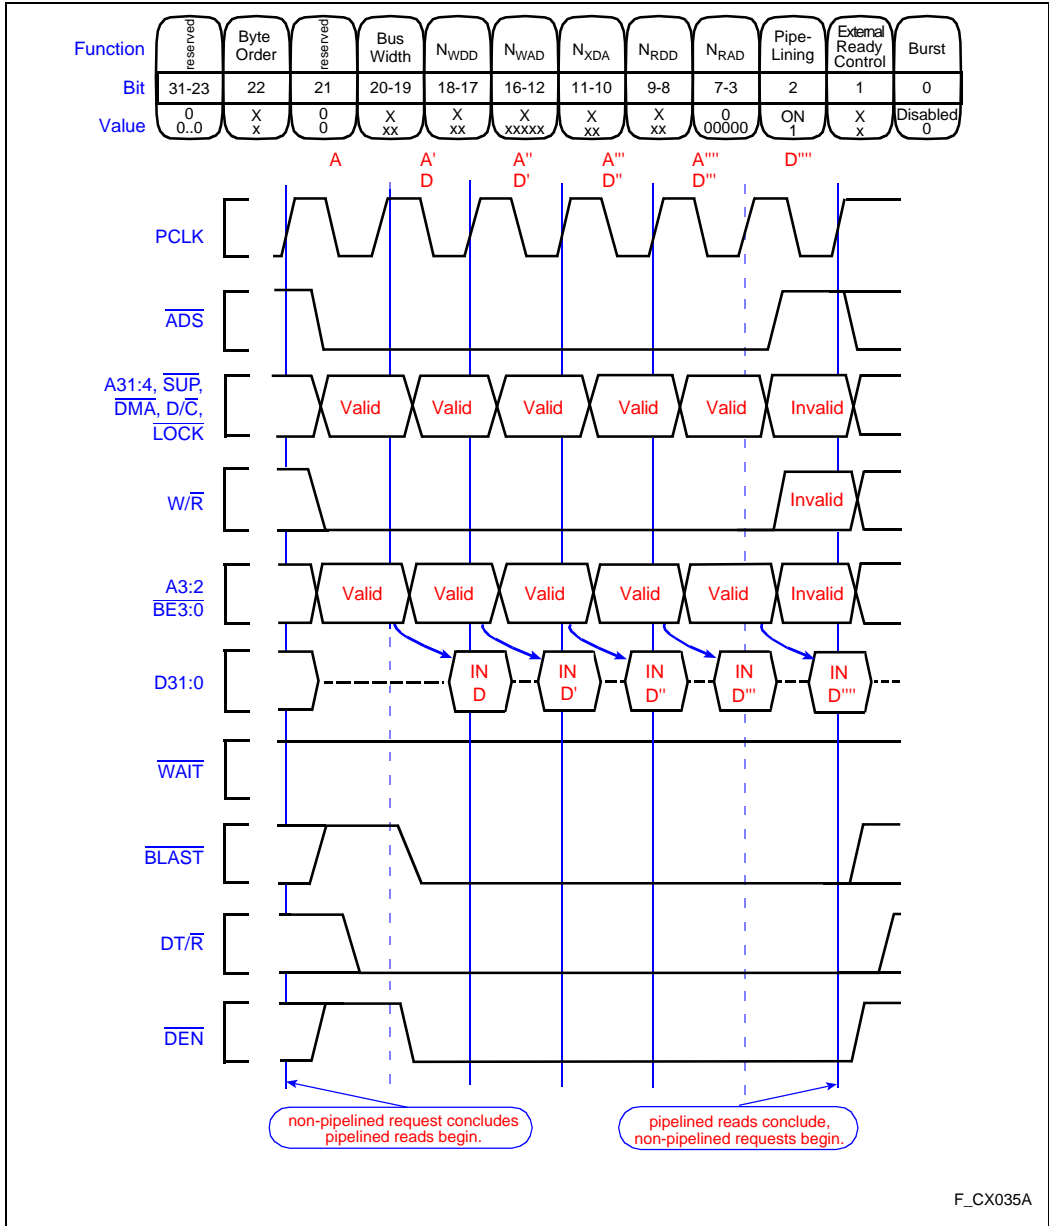 Function reserved Byte Order reserved Bus Width NWDD NWAD NXDA NRDD NRAD Pipe-Lining External Ready Control Burst
Bit 31-23 22 21 20-19 18-17 16-12 11-10 9-8 7-3 2 1 0
Value 0 X 0 X X X X X 0 ON X Disabled
0..0 x 0 xx xx xxxxx xx xx 00000 1 x 0
A A' A'' A''' A'''' D''''
D D' D'' D'''
PCLK
ADS
A31:4, SUP,
DMA, D/C,
LOCK
Valid Valid Valid Valid Valid Invalid
W/R Invalid
A3:2
BE3:0
Valid Valid Valid Valid Valid Invalid
D31:0
IN IN IN IN IN
D D' D'' D''' D''''
WAIT
BLAST
DT/R
DEN
non-pipelined request concludes
pipelined reads begin.
pipelined reads conclude,
non-pipelined requests begin.
F_CX035A